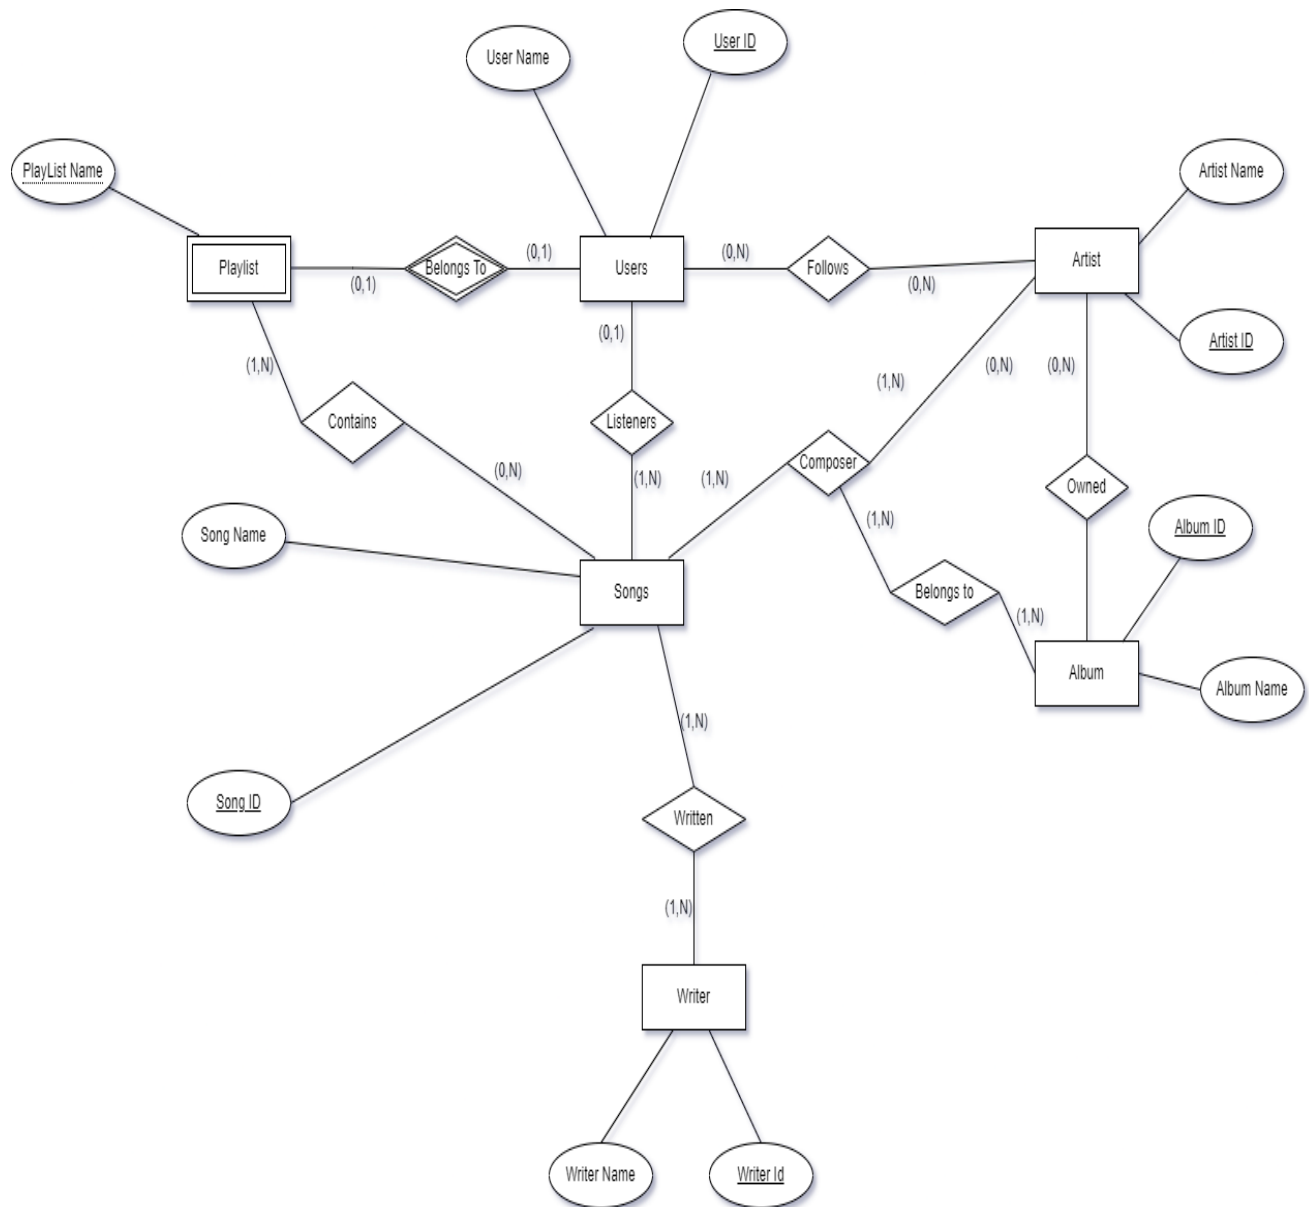 User ID
User Name
PlayList Name
Artist Name
Playlist
(0,1)
Belongs To
(0,1)
Users
(0,N)
Follows
(0,N)
Artist
(0,1)
Artist ID
(1,N)
(1,N)
(0,N)
(0,N)
Contains
Listeners
(0,N)
(1,N)
(1,N)
Composer
Owned
(1,N)
Album ID
Song Name
Songs
Belongs to
(1,N)
Album
Album Name
(1,N)
Song ID
Written
(1,N)
Writer
Writer Name
Writer Id